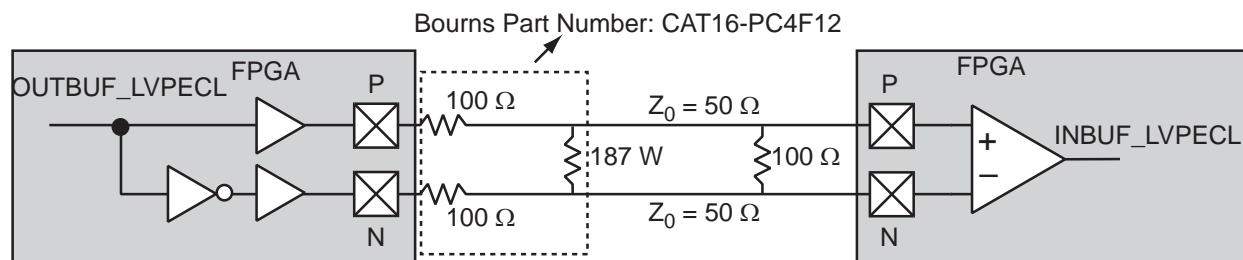 Bourns Part Number: CAT16-PC4F12
OUTBUF_LVPECL
FPGA
P
100 Ω
Z0 = 50 Ω
187 W
100 Ω
100 Ω
Z0 = 50 Ω
N
FPGA
P
+
–
N
INBUF_LVPECL